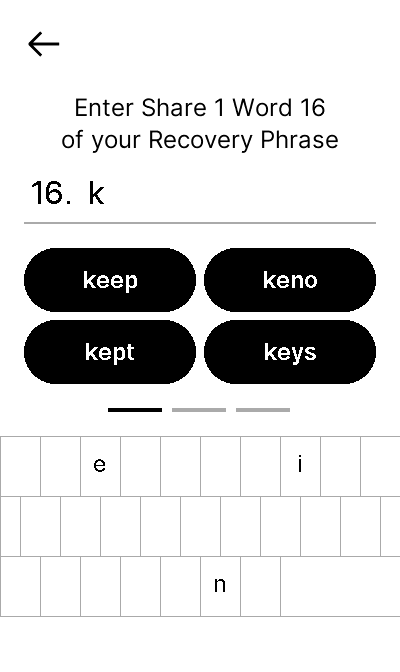 Enter Share 1 Word 16
of your Recovery Phrase
16. k
keep keno
kept keys
e i
n